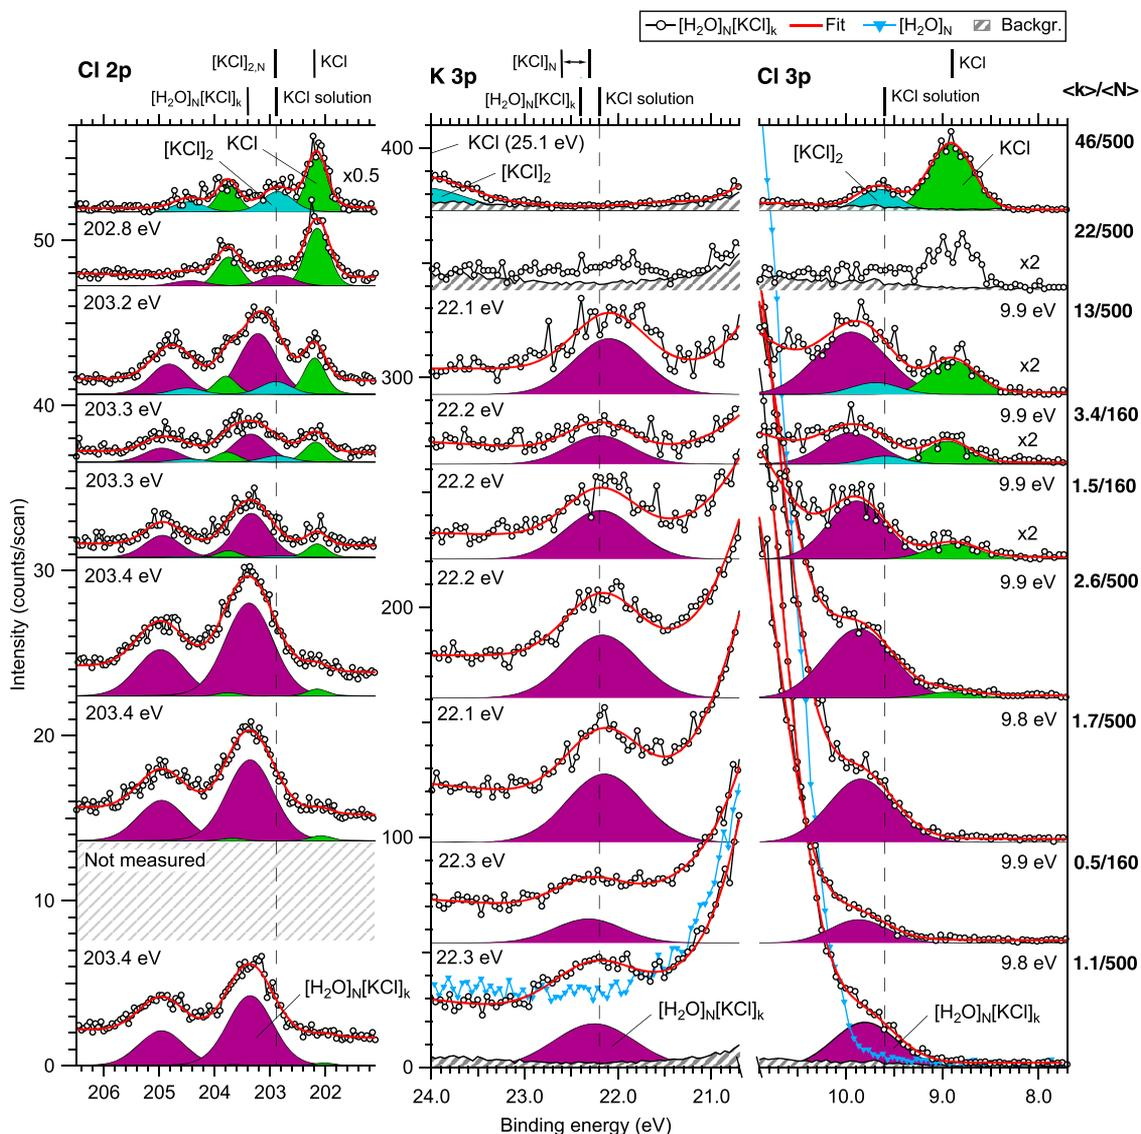 [H2O]N[KCl]k Fit [H2O]N Backgr.
Cl 2p
[KCl]2,N KCl
[H2O]N[KCl]k KCl solution
K 3p
[KCl]N
[H2O]N[KCl]k KCl solution
Cl 3p
KCl
KCl solution
<k>/<N>
[KCl]2 KCl
x0.5
400
KCl (25.1 eV)
[KCl]2
[KCl]2 KCl
46/500
50
202.8 eV
x2
22/500
203.2 eV
22.1 eV
9.9 eV
x2
13/500
300
40
203.3 eV
22.2 eV
9.9 eV
x2
3.4/160
203.3 eV
22.2 eV
9.9 eV
x2
1.5/160
30
203.4 eV
22.2 eV
200
9.9 eV
2.6/500
20
203.4 eV
22.1 eV
9.8 eV
1.7/500
100
Not measured
22.3 eV
9.9 eV
0.5/160
10
203.4 eV
[H2O]N[KCl]k
22.3 eV
[H2O]N[KCl]k
9.8 eV
[H2O]N[KCl]k
1.1/500
0
0
Intensity (counts/scan)
206 205 204 203 202
24.0 23.0 22.0 21.0
10.0 9.0 8.0
Binding energy (eV)